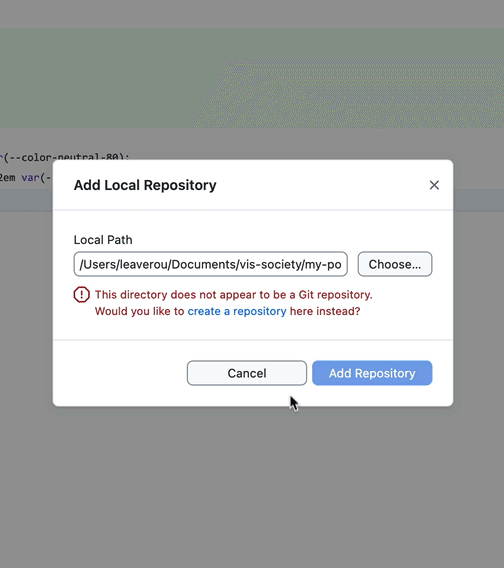 r(--color-neutral-80);
2em var(-
Add Local Repository
Local Path
/Users/leaverou/Documents/vis-society/my-po
Choose...
This directory does not appear to be a Git repository.
Would you like to create a repository here instead?
Cancel
Add Repository